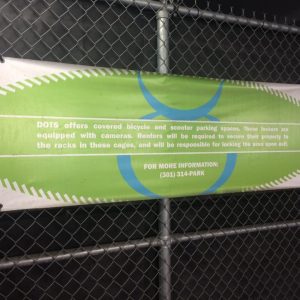 DOTS offers covered bicycle and scooter parking spaces. These lockers are
equipped with cameras. Renters will be required to secure their property to
the racks in these cages, and will be responsible for locking the area upon exit.
FOR MORE INFORMATION:
(301) 314-PARK